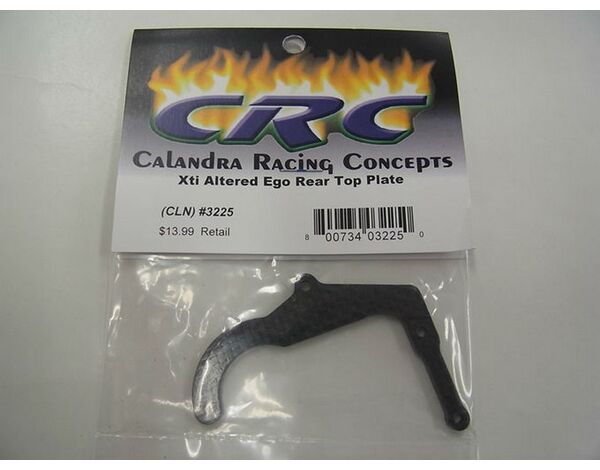 CRC
Calandra Racing Concepts
Xti Altered Ego Rear Top Plate
(CLN) #3225
$13.99 Retail
8 00734 03225 0